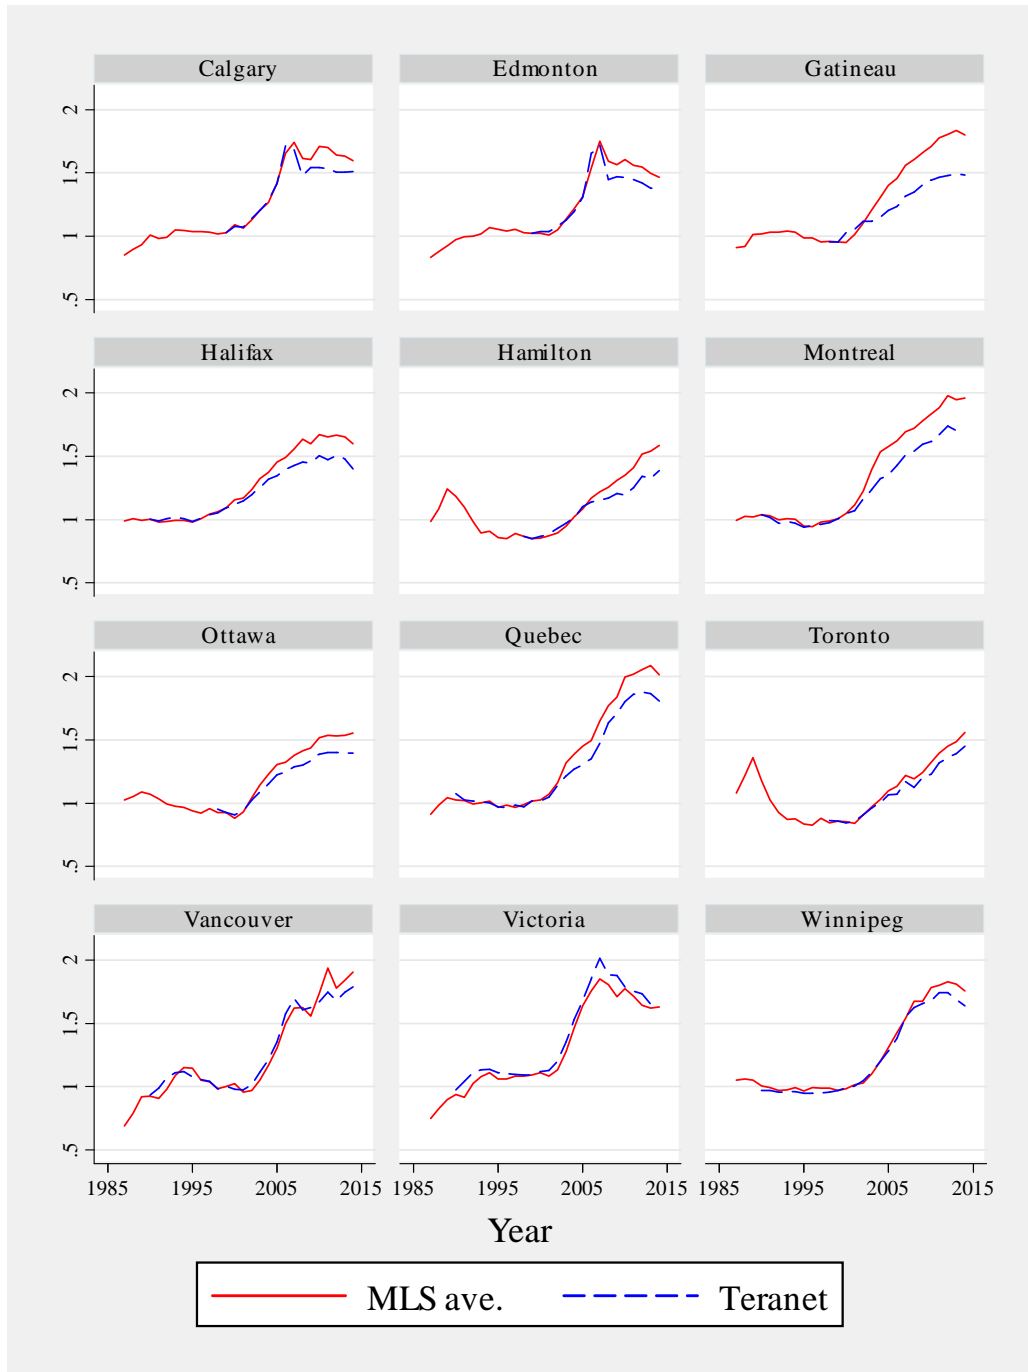 Calgary Edmonton Gatineau
2
1.5
1
.5
Halifax Hamilton Montreal
2
1.5
1
.5
Ottawa Quebec Toronto
2
1.5
1
.5
Vancouver Victoria Winnipeg
2
1.5
1
.5
1985 1995 2005 2015 1985 1995 2005 2015 1985 1995 2005 2015
Year
MLS ave. Teranet